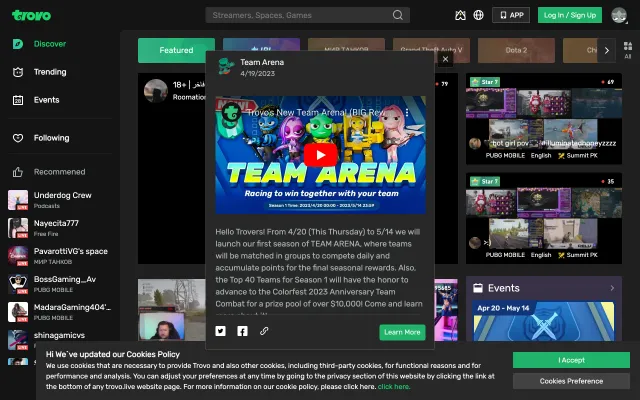 trovo
Streamers, Spaces, Games
APP
Log In / Sign Up
Discover
Trending
Events
Following
Recommened
Underdog Crew
Podcasts
LIVE
Nayecita777
Free Fire
LIVE
PavarottiVG's space
МИР ТАНКОВ
LIVE
BossGaming_Av
PUBG MOBILE
LIVE
MadaraGaming404'...
PUBG MOBILE
LIVE
shinagamicvs
Featured
МИР ТАНКОВ
Grand Theft Auto V
Dota 2
All
18+ |
79
Team Arena
4/19/2023
Trovo's New Team Arena! (BIG Rew
TEAM ARENA
Racing to win together with your team
Season 1 Time: 2023/4/20 00:00 - 2023/5/14 23:59
Hello Trovers! From 4/20 (This Thursday) to 5/14 we will
launch our first season of TEAM ARENA, where teams
will be matched in groups to compete daily and
accumulate points for the final seasonal rewards. Also,
the Top 40 Teams for Season 1 will have the honor to
advance to the Colorfest 2023 Anniversary Team
Combat for a prize pool of over $10,000! Come and learn
Learn More
Star 7
69
PUBG MOBILE
English
Summit PK
Star 7
35
PUBG MOBILE
English
Summit PK
Events
Apr 20 - May 14
Hi We`ve updated our Cookies Policy
We use cookies that are necessary to provide Trovo and also other cookies, including third-party cookies, for functional reasons and for
performance and analysis. You can adjust your preferences at any time by going to the privacy section of this website by clicking the link at
the bottom of any trovo.live website page. For more information on our cookie policy, please click here. click here.
I Accept
Cookies Preference